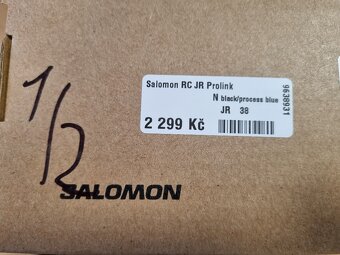 Salomon RC JR Prolink
N black/process blue
JR 38
2 299 Kč
9638931
1/2
SALOMON